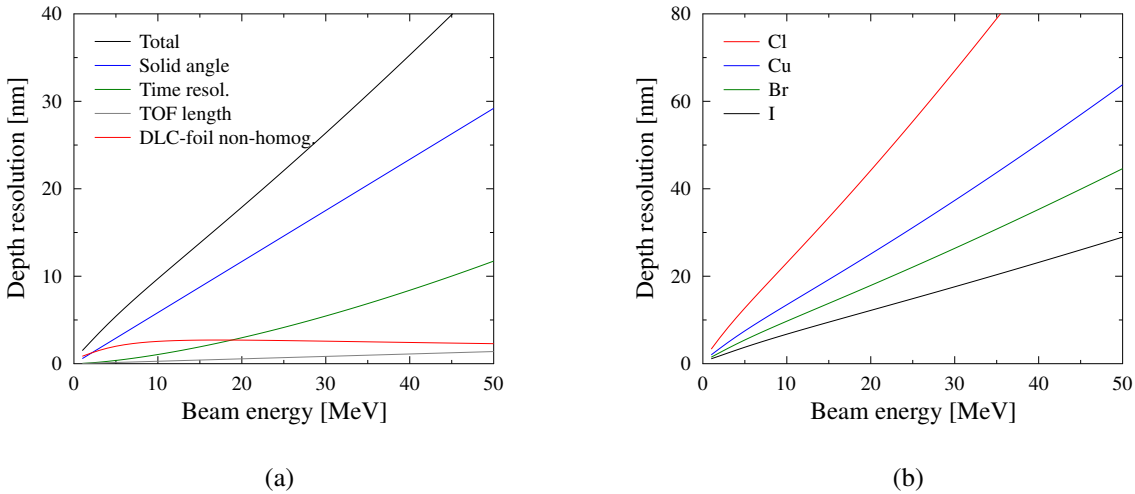 40
30
20
10
0
Depth resolution [nm]
Total
Solid angle
Time resol.
TOF length
DLC-foil non-homog.
0 10 20 30 40 50
Beam energy [MeV]
(a)
80
60
40
20
0
Depth resolution [nm]
Cl
Cu
Br
I
0 10 20 30 40 50
Beam energy [MeV]
(b)